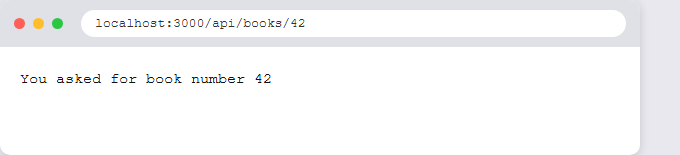 localhost:3000/api/books/42
You asked for book number 42